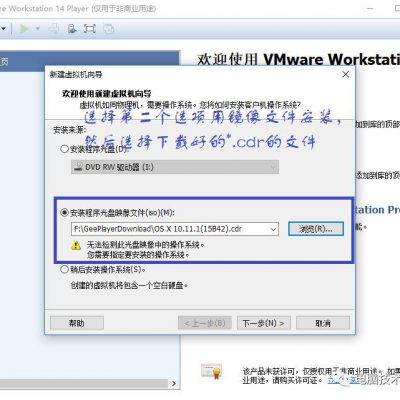 are Workstation 14 Player (仅用于非商业用途)
页
欢迎使用 VMware Workstat
新建虚拟机向导
欢迎使用新建虚拟机向导
虚拟机如同物理机，需要操作系统。您将如何安装客户机操作系统?
选择第二个选项用镜像文件安装，
然后选择下载好的*.cdr的文件
安装来源:
安装程序光盘(D):
DVD RW 驱动器 (I:)
加到库的顶部
安装程序光盘映像文件(iso)(M):
F:\GeePlayerDownload\OS X 10.11.1(15B42).cdr
浏览(R)...
无法检测此光盘映像中的操作系统。
您需要指定要安装的操作系统。
稍后安装操作系统(S)。
创建的虚拟机将包含一个空白硬盘。
station Pro
能。
帮助
< 上一步(B)
下一步(N) >
取消
该产品未获许可，仅授权用于非商业用途。如
业用途，请购买许可证。
电脑技术